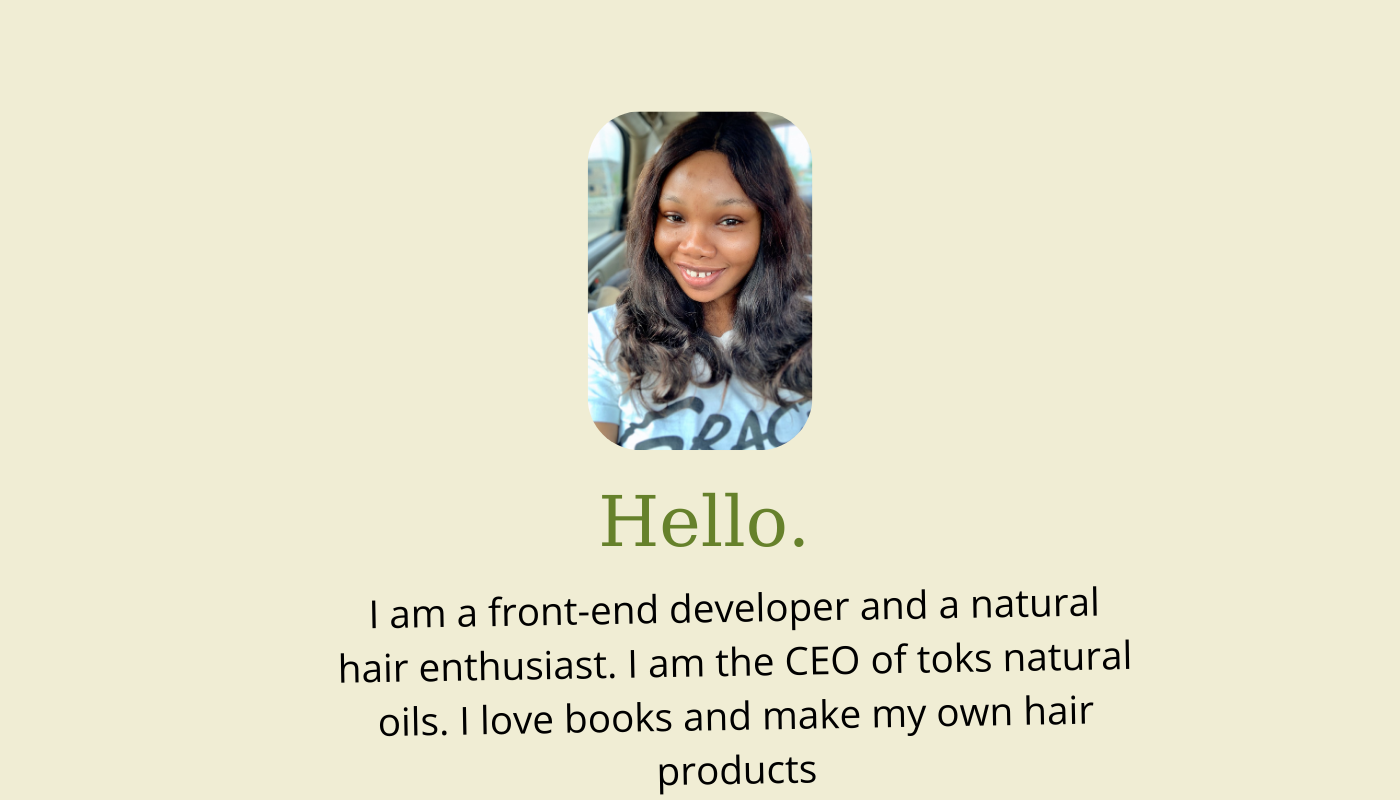 GRAC
Hello.
I am a front-end developer and a natural
hair enthusiast. I am the CEO of toks natural
oils. I love books and make my own hair
products